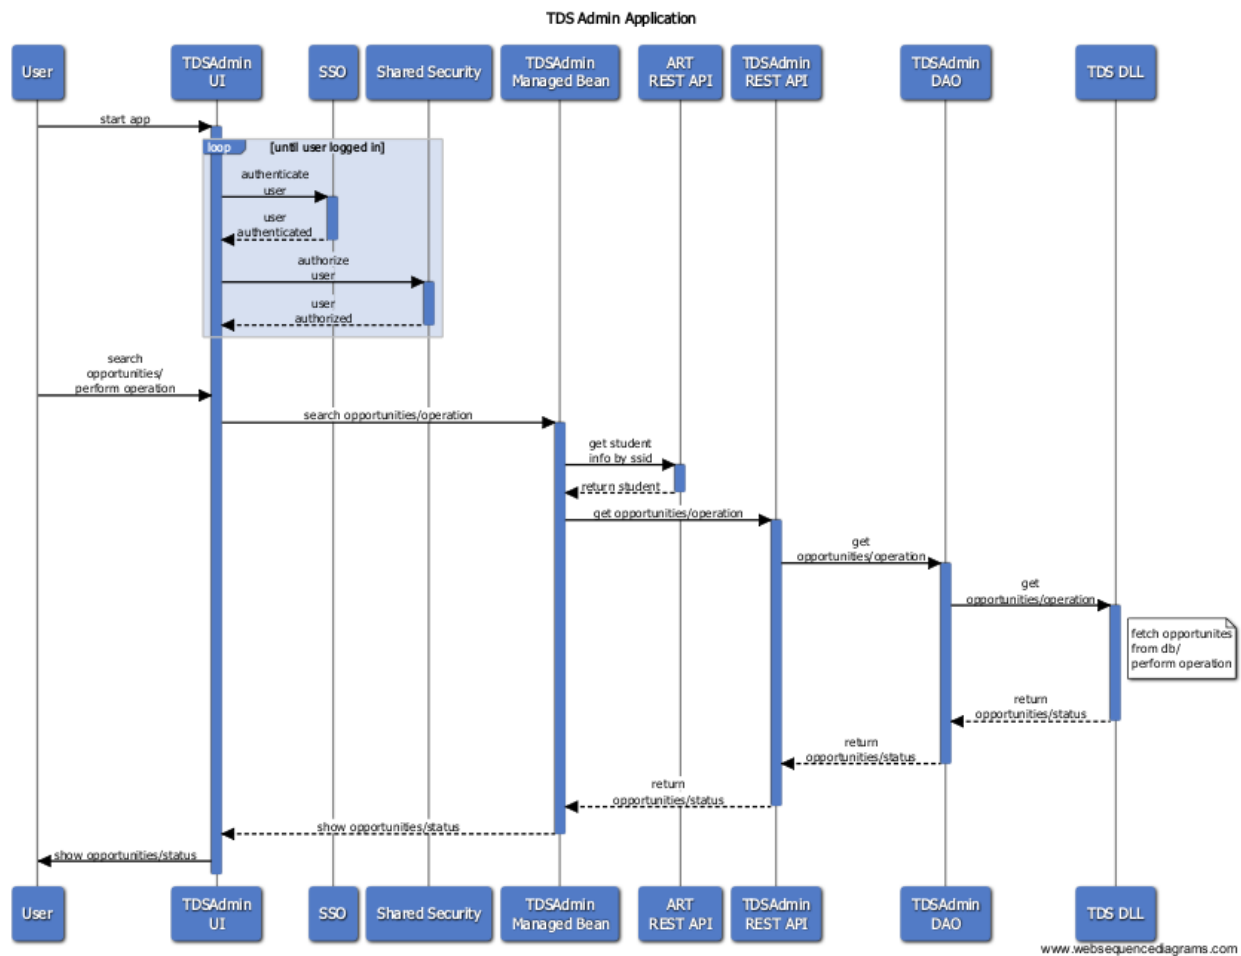 TDS Admin Application
User
TDSAdmin
UI
SSO
Shared Security
TDSAdmin
Managed Bean
ART
REST API
TDSAdmin
REST API
TDSAdmin
DAO
TDS DLL
start app
loop
[until user logged in]
authenticate
user
user
authenticated
authorize
user
user
authorized
search
opportunities/
perform operation
search opportunities/operation
get student
info by ssid
return student
get opportunities/operation
get
opportunities/operation
get
opportunities/operation
fetch opportunites
from db/
perform operation
return
opportunities/status
return
opportunities/status
return
opportunities/status
show opportunities/status
show opportunities/status
User
TDSAdmin
UI
SSO
Shared Security
TDSAdmin
Managed Bean
ART
REST API
TDSAdmin
REST API
TDSAdmin
DAO
TDS DLL
www.websequencediagrams.com